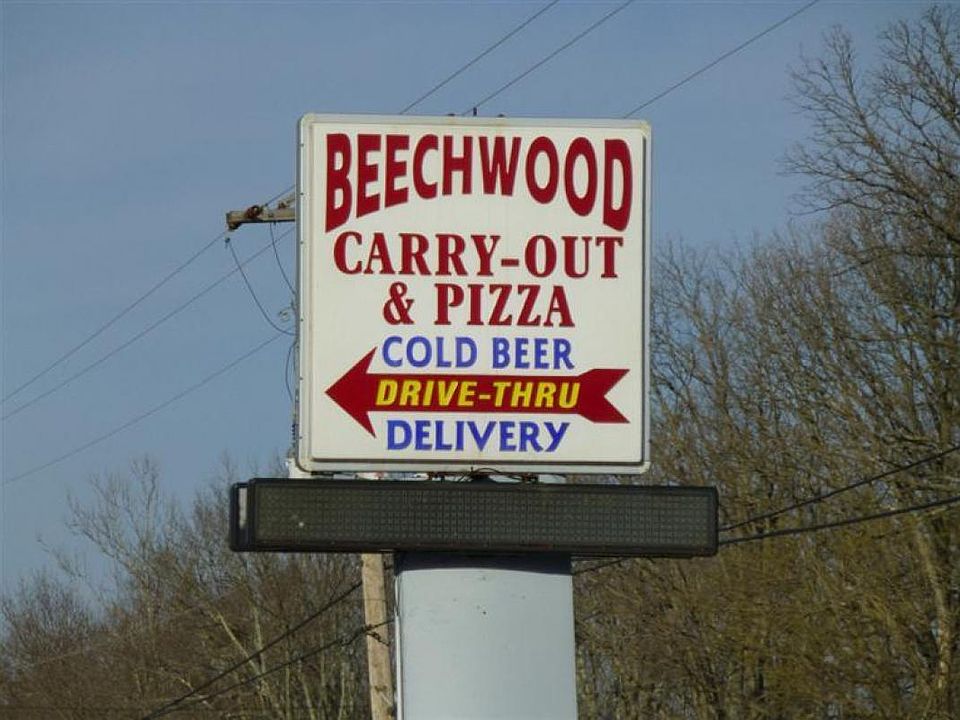 BEECHWOOD
CARRY-OUT
& PIZZA
COLD BEER
DRIVE-THRU
DELIVERY